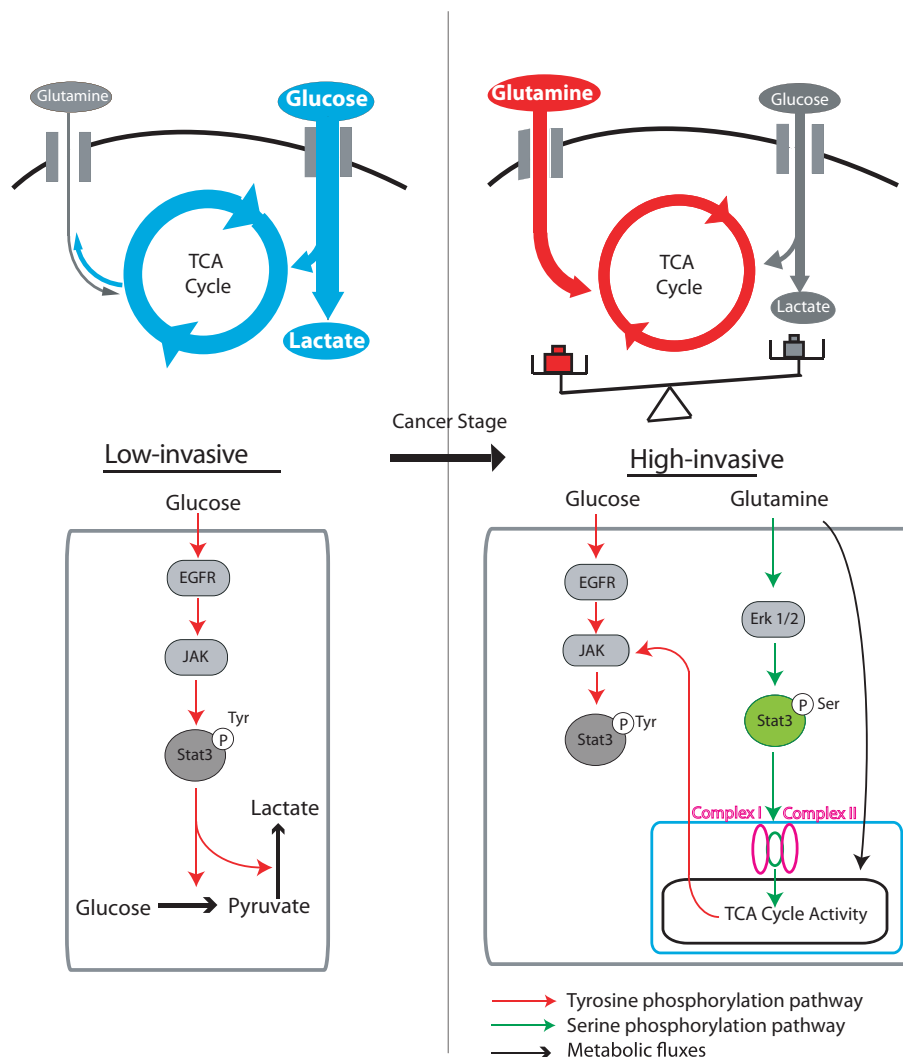 Glutamine
Glucose
TCA
Cycle
Lactate
Glutamine
Glucose
TCA
Cycle
Lactate
Cancer Stage
Low-invasive
High-invasive
Glucose
EGFR
JAK
Tyr
P
Stat3
Lactate
Glucose
Pyruvate
Glucose
Glutamine
EGFR
Erk 1/2
JAK
P
Tyr
Stat3
P
Ser
Stat3
Complex I
Complex II
TCA Cycle Activity
Tyrosine phosphorylation pathway
Serine phosphorylation pathway
Metabolic fluxes